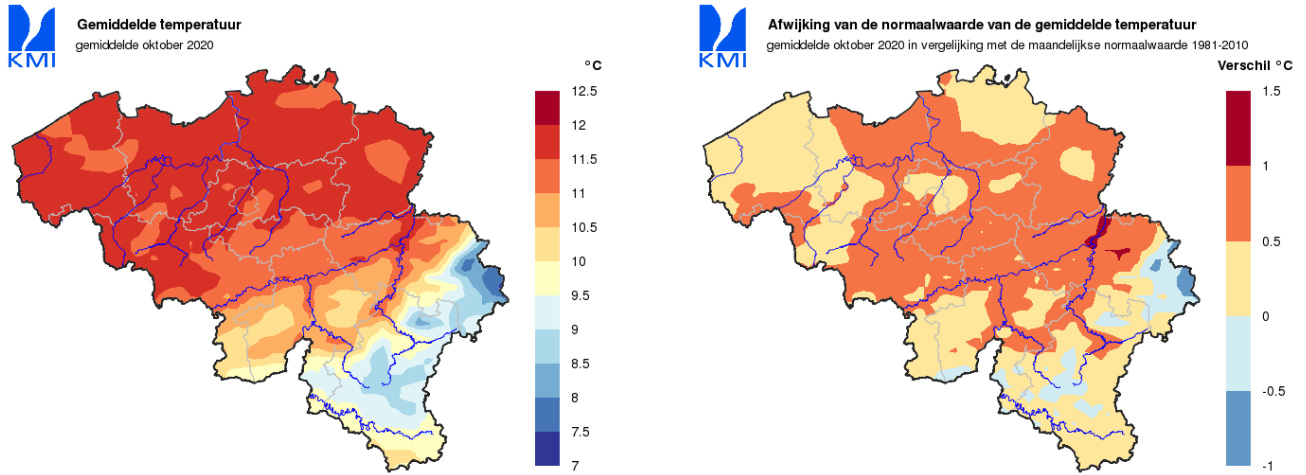 KMI
Gemiddelde temperatuur
gemiddelde oktober 2020
°C
12.5
12
11.5
11
10.5
10
9.5
9
8.5
8
7.5
7
KMI
Afwijking van de normaalwaarde van de gemiddelde temperatuur
gemiddelde oktober 2020 in vergelijking met de maandelijkse normaalwaarde 1981-2010
Verschil °C
1.5
1
0.5
0
-0.5
-1